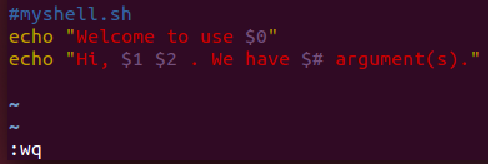 #myshell.sh
echo "Welcome to use $0"
echo "Hi, $1 $2 . We have $# argument(s)."
~
~
:wq